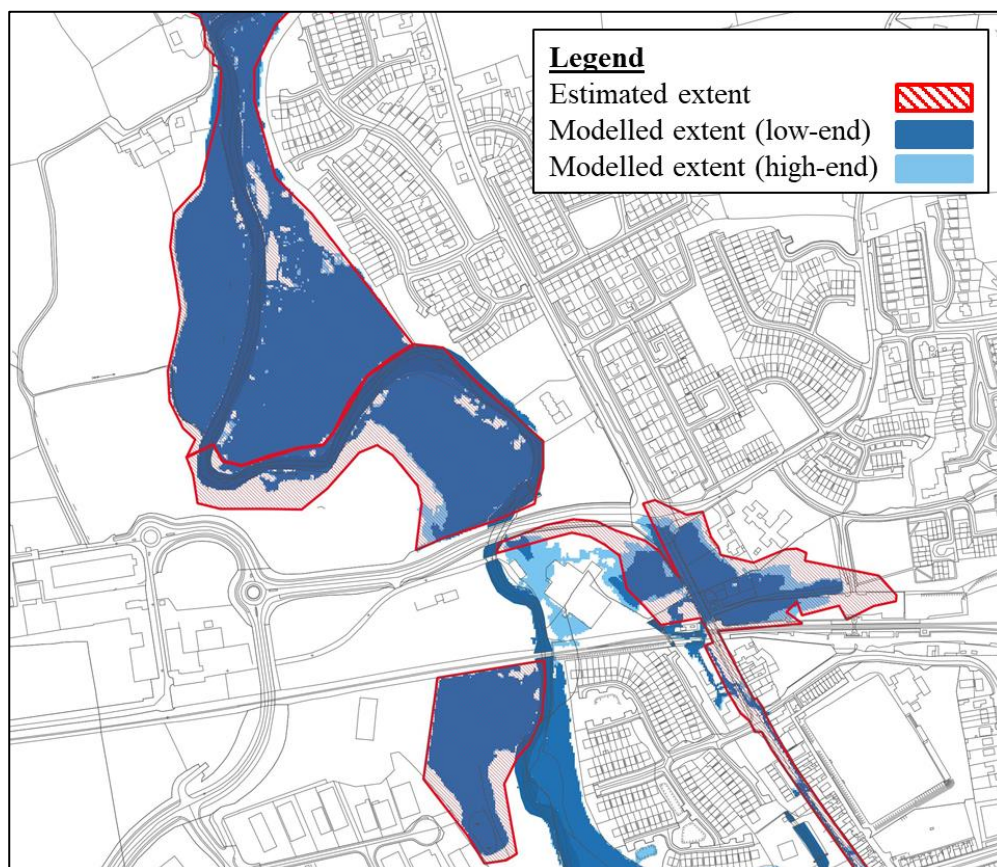 Legend
Estimated extent
Modelled extent (low-end)
Modelled extent (high-end)